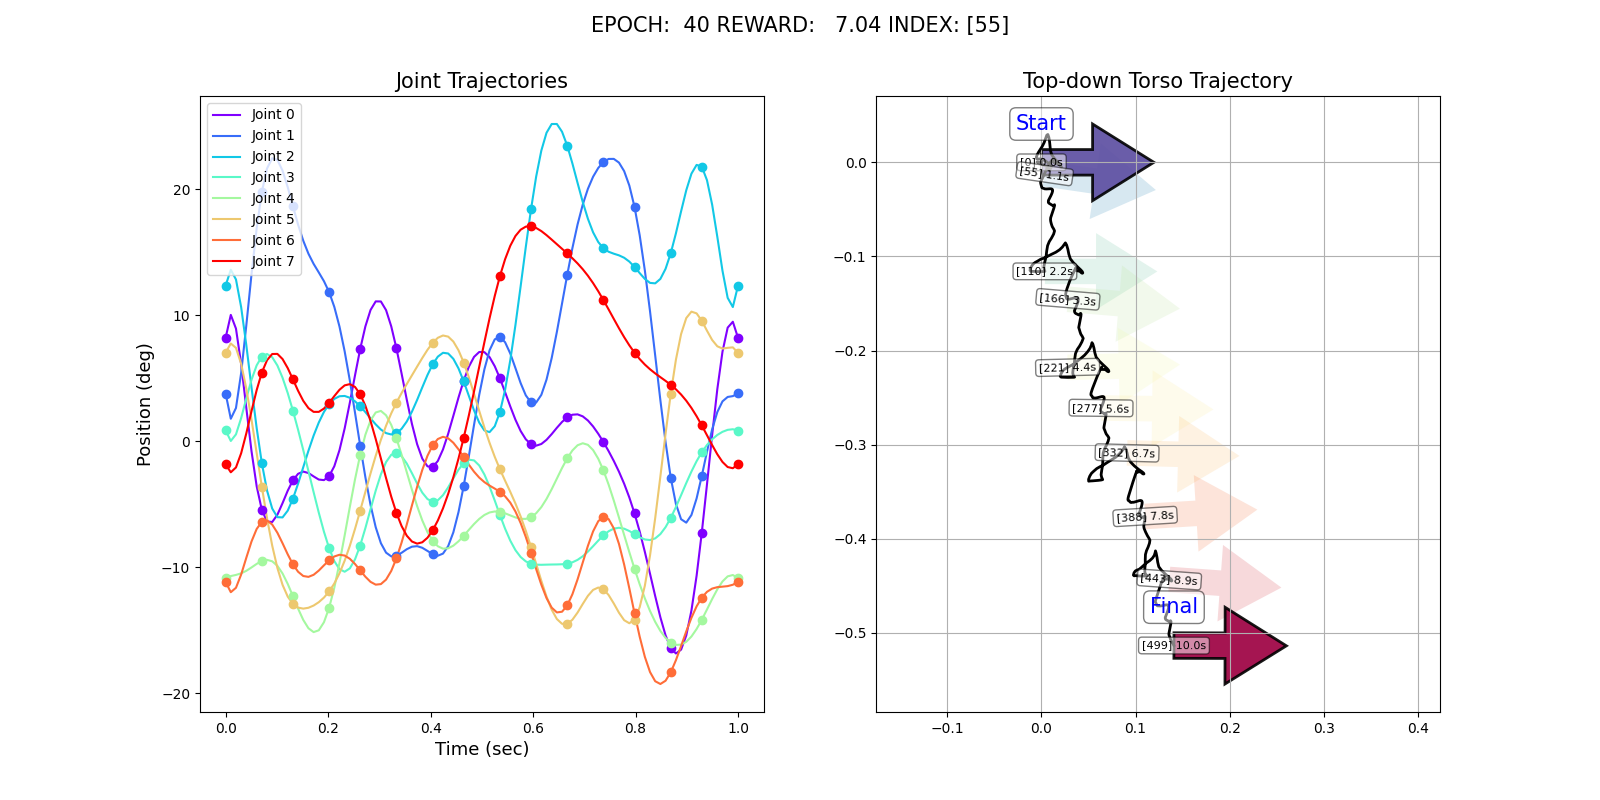 EPOCH:  40 REWARD:   7.04 INDEX: [55]
Joint Trajectories
Joint 0
Joint 1
Joint 2
Joint 3
Joint 4
Joint 5
Joint 6
Joint 7
20
10
0
−10
−20
Position (deg)
0.0 0.2 0.4 0.6 0.8 1.0
Time (sec)
Top-down Torso Trajectory
Start
[0] 0.0s
[55] 1.1s
[110] 2.2s
[166] 3.3s
[221] 4.4s
[277] 5.6s
[332] 6.7s
[388] 7.8s
[443] 8.9s
Final
[499] 10.0s
0.0
−0.1
−0.2
−0.3
−0.4
−0.5
−0.1 0.0 0.1 0.2 0.3 0.4